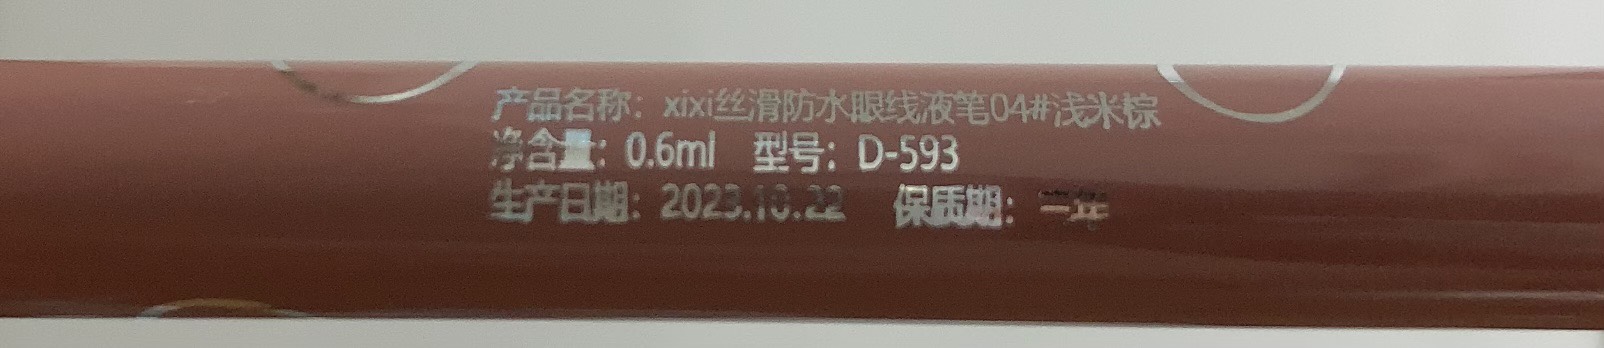 产品名称：xixi丝滑防水眼线液笔04#浅米棕
净含量：0.6ml 型号：D-593
生产日期：2023.10.22 保质期：三年